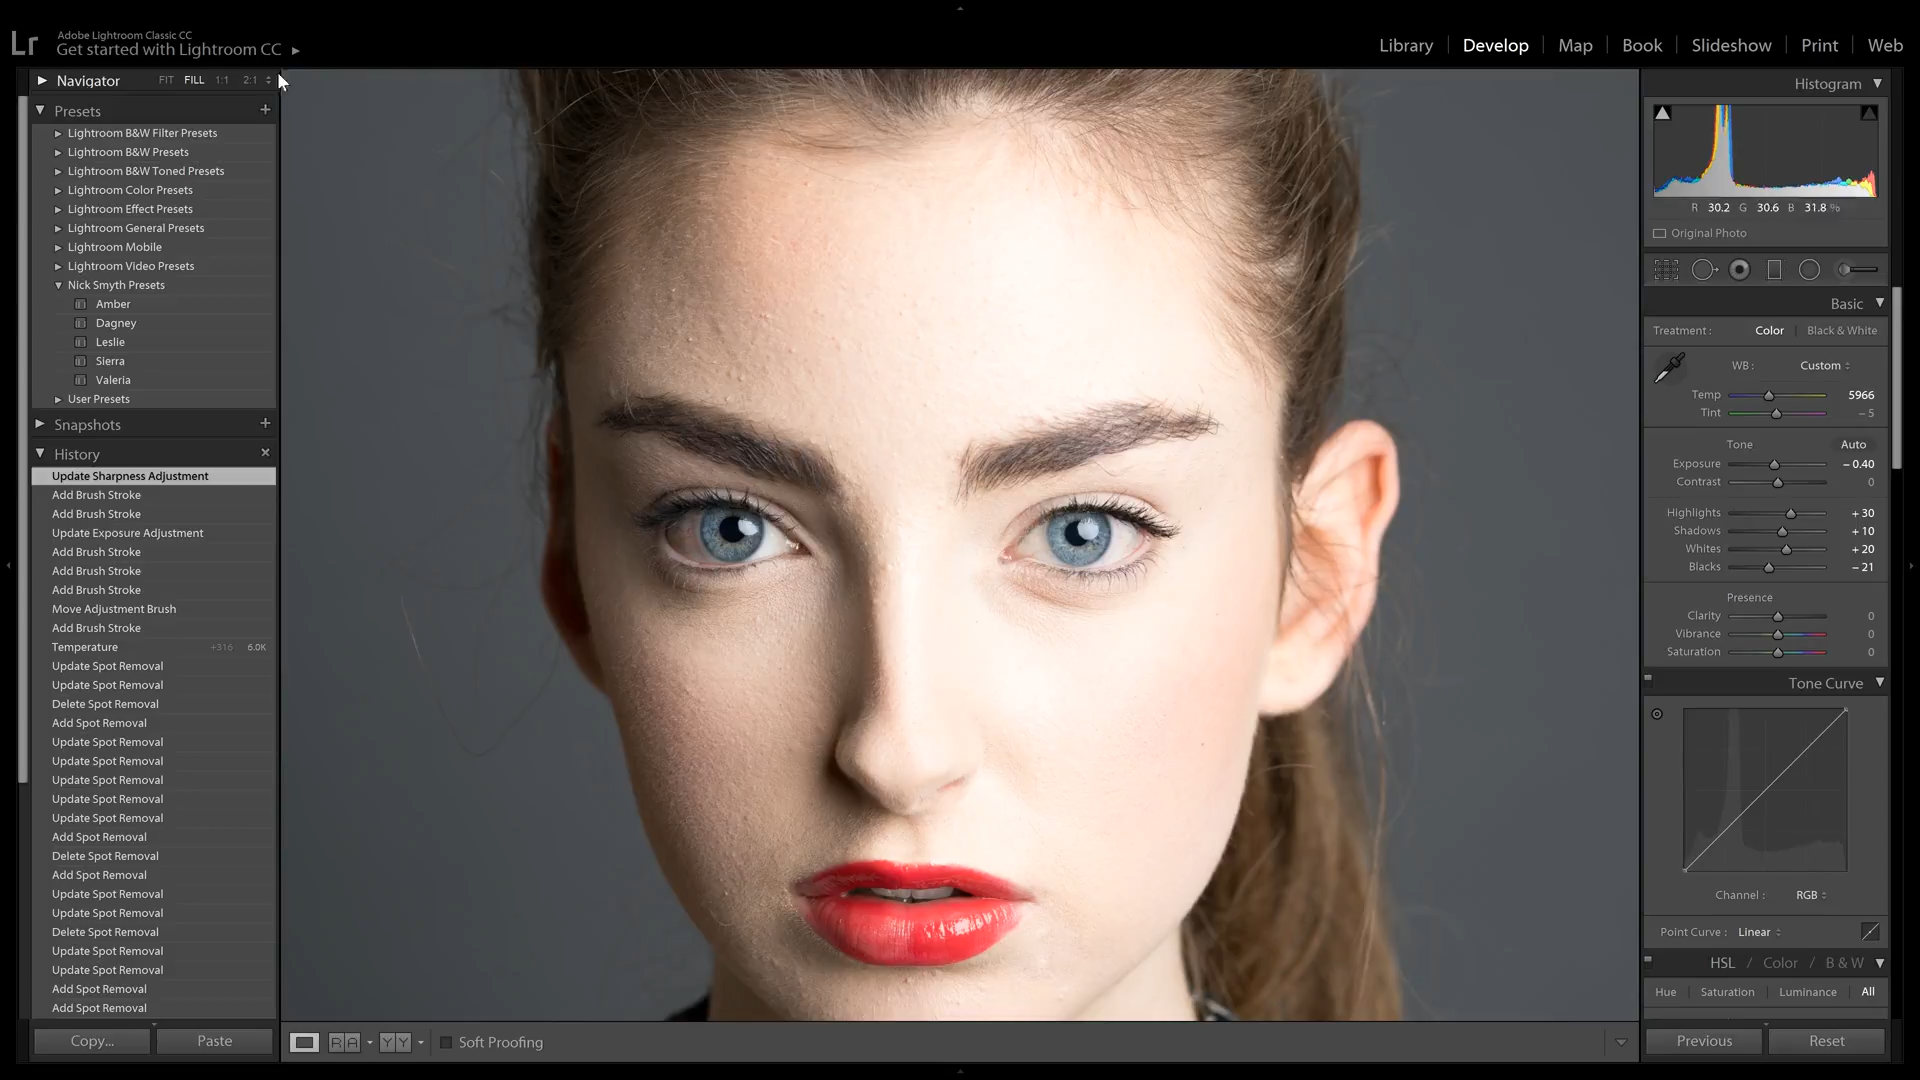 Lr
Adobe Lightroom Classic CC
Get started with Lightroom CC
Library
Develop
Map
Book
Slideshow
Print
Web
Navigator FIT FILL 1:1 2:1
Presets +
Lightroom B&W Filter Presets
Lightroom B&W Presets
Lightroom B&W Toned Presets
Lightroom Color Presets
Lightroom Effect Presets
Lightroom General Presets
Lightroom Mobile
Lightroom Video Presets
Nick Smyth Presets
Amber
Dagney
Leslie
Sierra
Valeria
User Presets
Snapshots +
History ×
Update Sharpness Adjustment
Add Brush Stroke
Add Brush Stroke
Update Exposure Adjustment
Add Brush Stroke
Add Brush Stroke
Add Brush Stroke
Move Adjustment Brush
Add Brush Stroke
Temperature +316 6.0K
Update Spot Removal
Update Spot Removal
Delete Spot Removal
Add Spot Removal
Update Spot Removal
Update Spot Removal
Update Spot Removal
Update Spot Removal
Update Spot Removal
Add Spot Removal
Delete Spot Removal
Add Spot Removal
Update Spot Removal
Update Spot Removal
Delete Spot Removal
Update Spot Removal
Update Spot Removal
Add Spot Removal
Add Spot Removal
Copy... Paste
RA YY Soft Proofing
Histogram
R 30.2 G 30.6 B 31.8 %
Original Photo
Basic
Treatment : Color Black & White
WB : Custom
Temp 5966
Tint – 5
Tone Auto
Exposure – 0.40
Contrast 0
Highlights + 30
Shadows + 10
Whites + 20
Blacks – 21
Presence
Clarity 0
Vibrance 0
Saturation 0
Tone Curve
Channel : RGB
Point Curve : Linear
HSL / Color / B & W
Hue Saturation Luminance All
Previous Reset